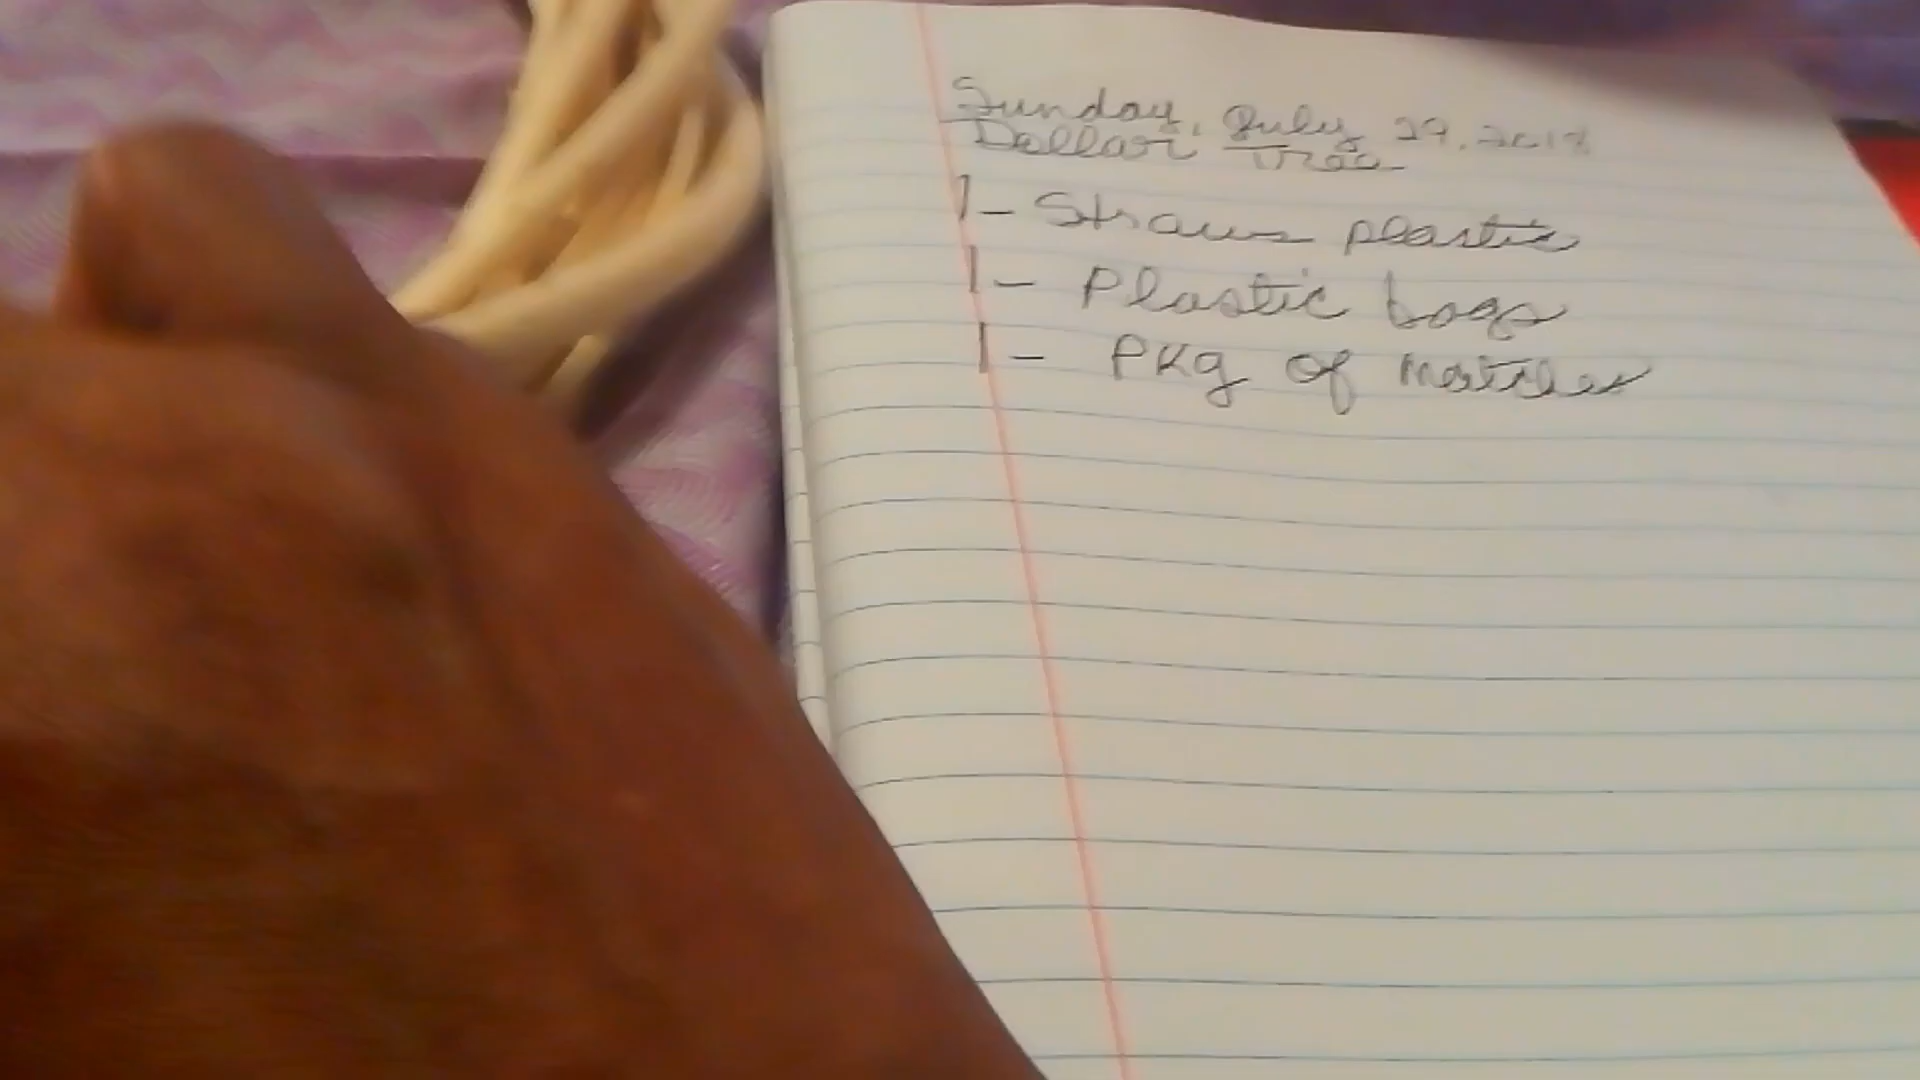 Sunday, July 29, 2018
Dollar Tree
1- Straws plastic
1- Plastic bags
1- PKg of Matches